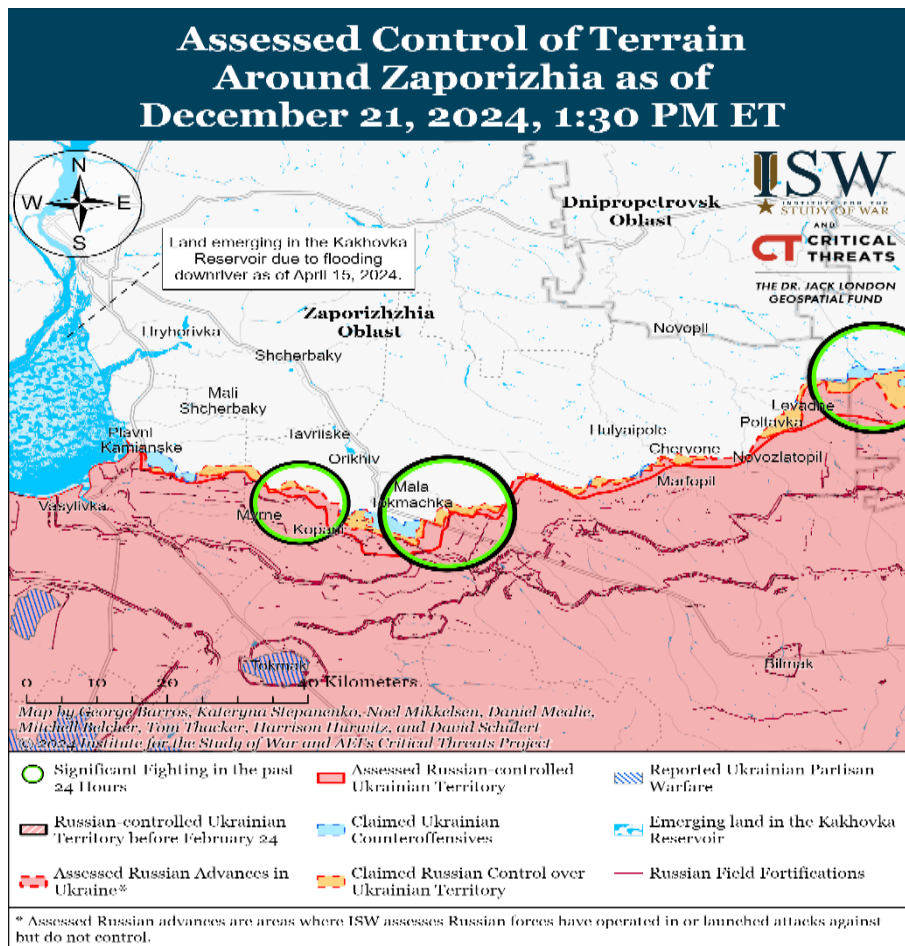 Assessed Control of Terrain
Around Zaporizhia as of
December 21, 2024, 1:30 PM ET
N
W E
S
Land emerging in the Kakhovka
Reservoir due to flooding
downriver as of April 15, 2024.
ISW
INSTITUTE FOR THE
STUDY OF WAR
AND
CT CRITICAL
THREATS
THE DR. JACK LONDON
GEOSPATIAL FUND
Dnipropetrovsk
Oblast
Zaporizhzhia
Oblast
Hryhorivka
Novopil
Shcherbaky
Mali
Shcherbaky
Levadne
Poltavka
Plavni
Kamianske
Tavriiske
Hulyaipole
Chervone
Orikhiv
Novozlatopil
Mala
Tokmachka
Marfopil
Vasylivka
Myrne
Kopani
Tokmak
Bilmak
0 10 20 40 Kilometers
Map by George Barros, Kateryna Stepanenko, Noel Mikkelsen, Daniel Mealie,
Mitchell Belcher, Tom Thacker, Harrison Hurwitz, and David Schulert
© 2024 Institute for the Study of War and AEI's Critical Threats Project
Significant Fighting in the past
24 Hours
Assessed Russian-controlled
Ukrainian Territory
Reported Ukrainian Partisan
Warfare
Russian-controlled Ukrainian
Territory before February 24
Claimed Ukrainian
Counteroffensives
Emerging land in the Kakhovka
Reservoir
Assessed Russian Advances in
Ukraine*
Claimed Russian Control over
Ukrainian Territory
Russian Field Fortifications
* Assessed Russian advances are areas where ISW assesses Russian forces have operated in or launched attacks against
but do not control.